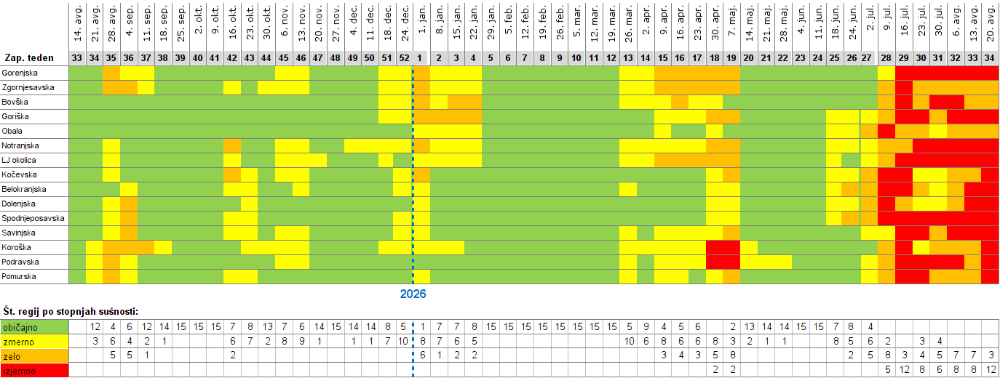 14. avg. 21. avg. 28. avg. 4. sep. 11. sep. 18. sep. 25. sep. 2. okt. 9. okt. 16. okt. 23. okt. 30. okt. 6. nov. 13. nov. 20. nov. 27. nov. 4. dec. 11. dec. 18. dec. 24. dec. 1. jan. 8. jan. 15. jan. 22. jan. 29. jan. 5. feb. 12. feb. 19. feb. 26. feb. 5. mar. 12. mar. 19. mar. 26. mar. 2. apr. 9. apr. 16. apr. 23. apr. 30. apr. 7. maj. 14. maj. 21. maj. 28. maj. 4. jun. 11. jun. 18. jun. 24. jun. 2. jul. 9. jul. 16. jul. 23. jul. 30. jul. 6. avg. 13. avg. 20. avg.
Zap. teden 33 34 35 36 37 38 39 40 41 42 43 44 45 46 47 48 49 50 51 52 1 2 3 4 5 6 7 8 9 10 11 12 13 14 15 16 17 18 19 20 21 22 23 24 25 26 27 28 29 30 31 32 33 34
Gorenjska
Zgornjesavska
Bovška
Goriška
Obala
Notranjska
LJ okolica
Kočevska
Belokranjska
Dolenjska
Spodnjeposavska
Savinjska
Koroška
Podravska
Pomurska
2026
Št. regij po stopnjah sušnosti:
običajno 12 4 6 12 14 15 15 15 7 8 13 7 6 14 15 14 14 8 5 1 7 7 8 15 15 15 15 15 15 15 15 5 9 4 5 6 2 13 14 14 15 15 7 8 4
zmerno 3 6 4 2 1 6 7 2 8 9 1 1 1 7 10 8 7 6 5 10 6 8 6 6 8 3 2 1 1 8 5 6 2 3 4
zelo 5 5 1 2 6 1 2 2 3 4 3 5 8 2 5 8 3 4 5 7 7 3
izjemno 2 2 5 12 8 6 8 8 12